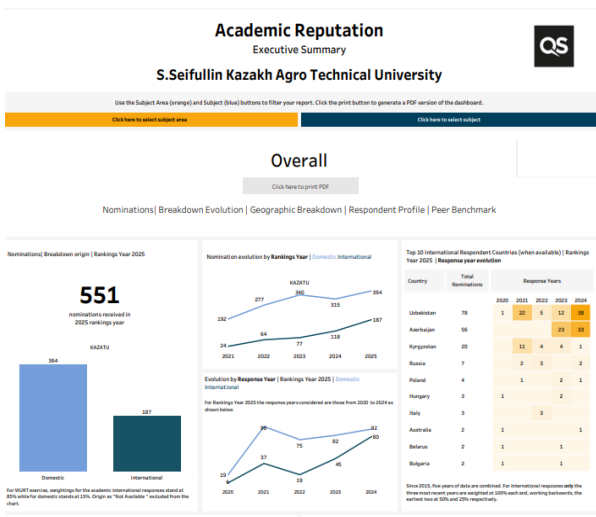 Academic Reputation
Executive Summary
QS
S.Seifullin Kazakh Agro Technical University
Use the Subject Area (orange) and Subject (blue) buttons to filter your report. Click the print button to generate a PDF version of the dashboard.
Click here to select subject area
Click here to select subject
Overall
Click here to print PDF
Nominations| Breakdown Evolution | Geographic Breakdown | Respondent Profile | Peer Benchmark
Nominations| Breakdown origin | Rankings Year 2025
551
nominations received in
2025 rankings year
KAZATU
364
187
Domestic
International
For WURT exercise, weightings for the academic international responses stand at
85% while for domestic stands at 15%. Origin as "Not Available" excluded from the
chart.
Nomination evolution by Rankings Year | Domestic International
KAZATU
192
277
340
315
364
24
64
77
118
187
2021
2022
2023
2024
2025
Evolution by Response Year | Rankings Year 2025 | Domestic
International
For Rankings Year 2025 the response years considered are those from 2020 to 2024 as
shown below
19
75
82
92
37
19
45
80
2020
2021
2022
2023
2024
Top 10 International Respondent Countries (when available) | Rankings
Year 2025 | Response year evolution
Country
Total
Nominations
Response Years
2020 2021 2022 2023 2024
Uzbekistan 78 1 22 5 12 38
Azerbaijan 56 23 33
Kyrgyzstan 20 11 4 4 1
Russia 7 2 3 2
Poland 4 1 2 1
Hungary 3 1 2
Italy 3 3
Australia 2 1 1
Belarus 2 1 1
Bulgaria 2 1 1
Since 2015, five years of data are combined. For international responses only the
three most recent years are weighted at 100% each and, working backwards, the
earliest two at 50% and 25% respectively.